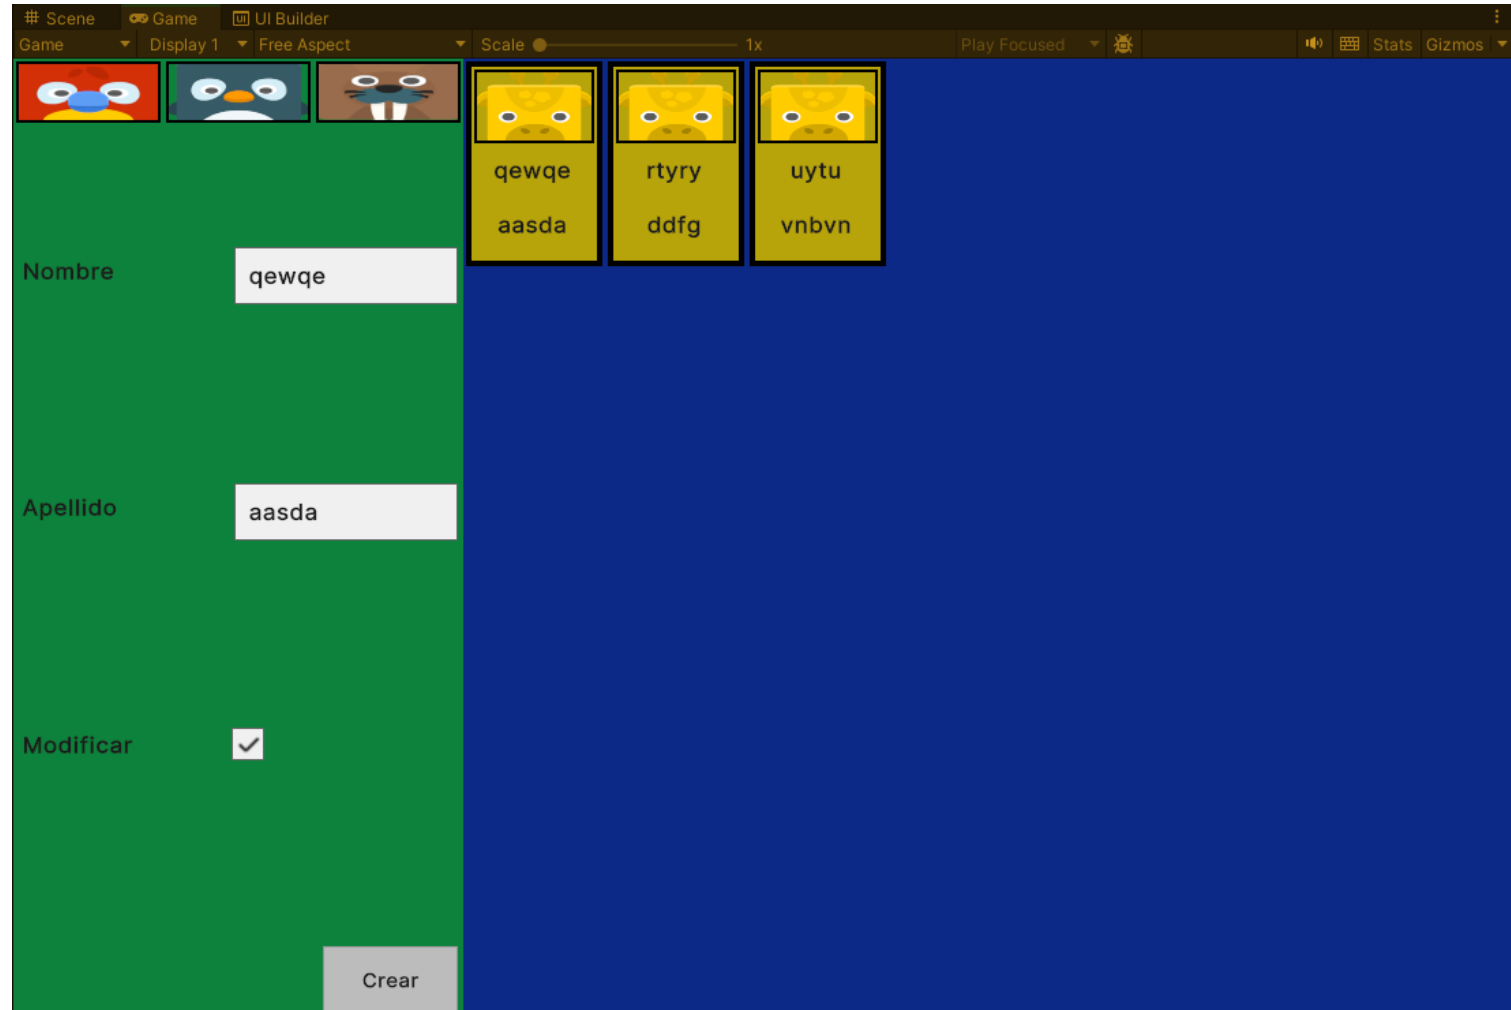 Scene Game UI Builder
Game Display 1 Free Aspect Scale 1x Play Focused Stats Gizmos
qewqe rtyry uytu
aasda ddfg vnbvn
Nombre qewqe
Apellido aasda
Modificar
Crear